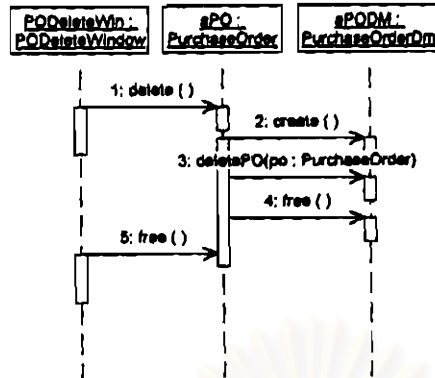 PODeleteWin :
PODeleteWindow
aPO :
PurchaseOrder
aPODM :
PurchaseOrderDm
1: delete ( )
2: create ( )
3: deletePO(po : PurchaseOrder)
4: free ( )
5: free ( )